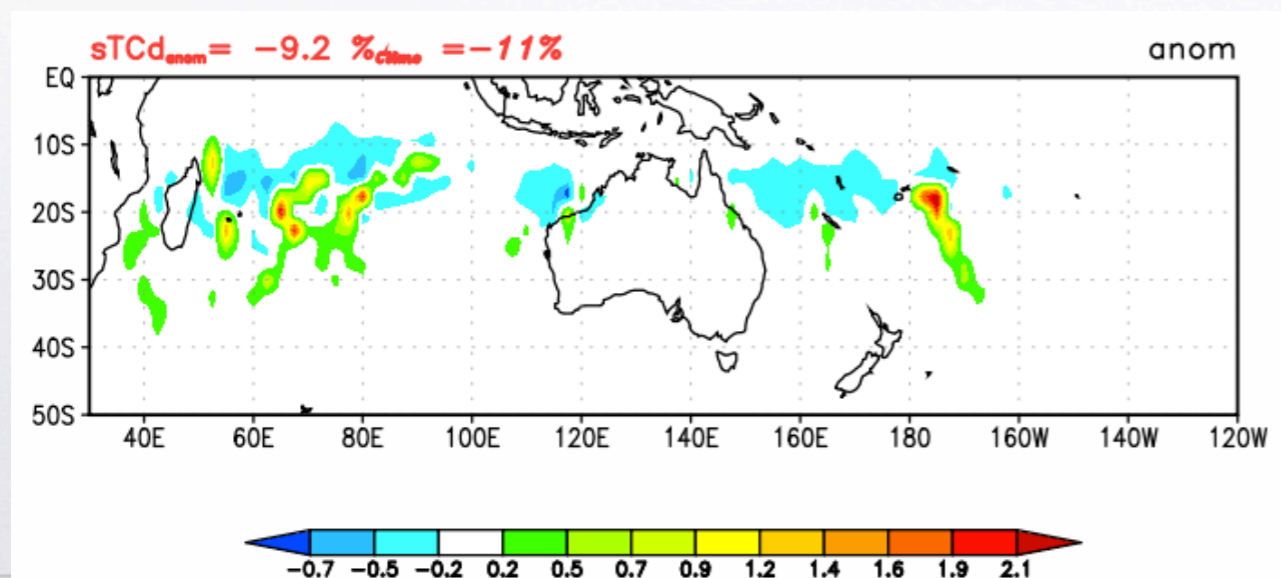 sTCd_anom= -9.2 %_climo =-11%
anom
EQ
10S
20S
30S
40S
50S
40E 60E 80E 100E 120E 140E 160E 180 160W 140W 120W
-0.7 -0.5 -0.2 0.2 0.5 0.7 0.9 1.2 1.4 1.6 1.9 2.1